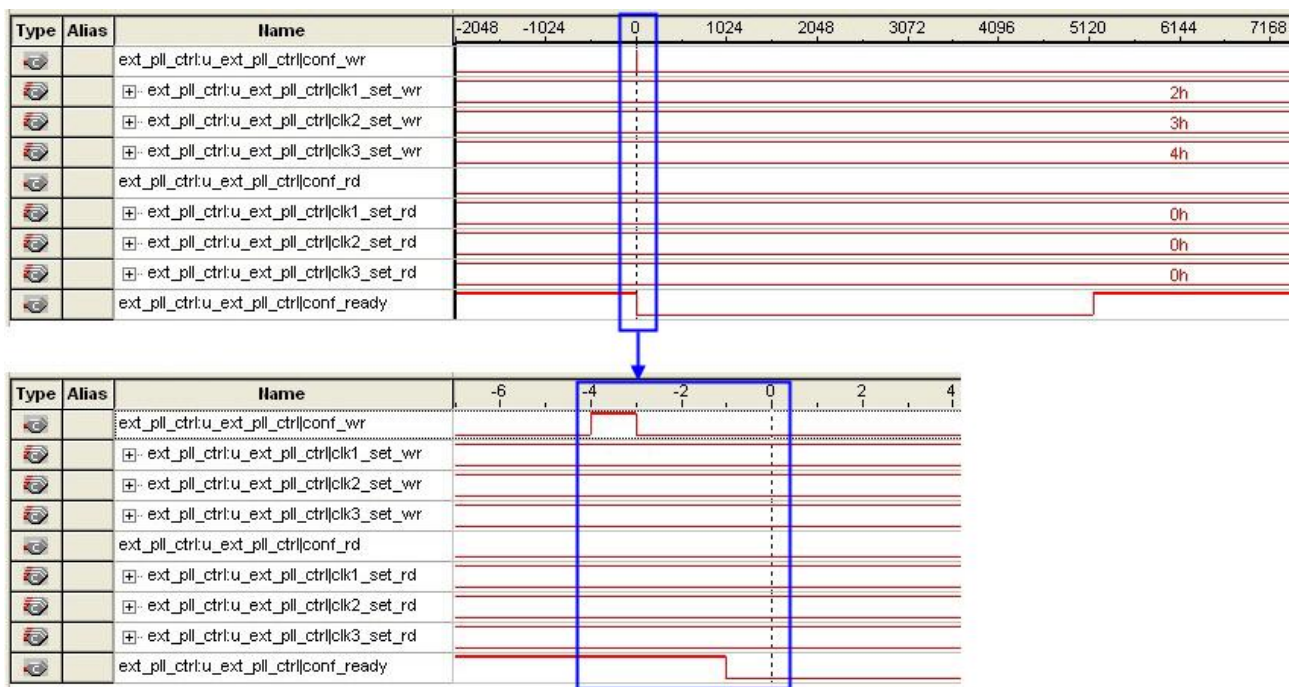 Type Alias Name -2048 -1024 0 1024 2048 3072 4096 5120 6144 7168
ext_pll_ctrl:u_ext_pll_ctrl|conf_wr
ext_pll_ctrl:u_ext_pll_ctrl|clk1_set_wr 2h
ext_pll_ctrl:u_ext_pll_ctrl|clk2_set_wr 3h
ext_pll_ctrl:u_ext_pll_ctrl|clk3_set_wr 4h
ext_pll_ctrl:u_ext_pll_ctrl|conf_rd
ext_pll_ctrl:u_ext_pll_ctrl|clk1_set_rd 0h
ext_pll_ctrl:u_ext_pll_ctrl|clk2_set_rd 0h
ext_pll_ctrl:u_ext_pll_ctrl|clk3_set_rd 0h
ext_pll_ctrl:u_ext_pll_ctrl|conf_ready
Type Alias Name -6 -4 -2 0 2 4
ext_pll_ctrl:u_ext_pll_ctrl|conf_wr
ext_pll_ctrl:u_ext_pll_ctrl|clk1_set_wr
ext_pll_ctrl:u_ext_pll_ctrl|clk2_set_wr
ext_pll_ctrl:u_ext_pll_ctrl|clk3_set_wr
ext_pll_ctrl:u_ext_pll_ctrl|conf_rd
ext_pll_ctrl:u_ext_pll_ctrl|clk1_set_rd
ext_pll_ctrl:u_ext_pll_ctrl|clk2_set_rd
ext_pll_ctrl:u_ext_pll_ctrl|clk3_set_rd
ext_pll_ctrl:u_ext_pll_ctrl|conf_ready